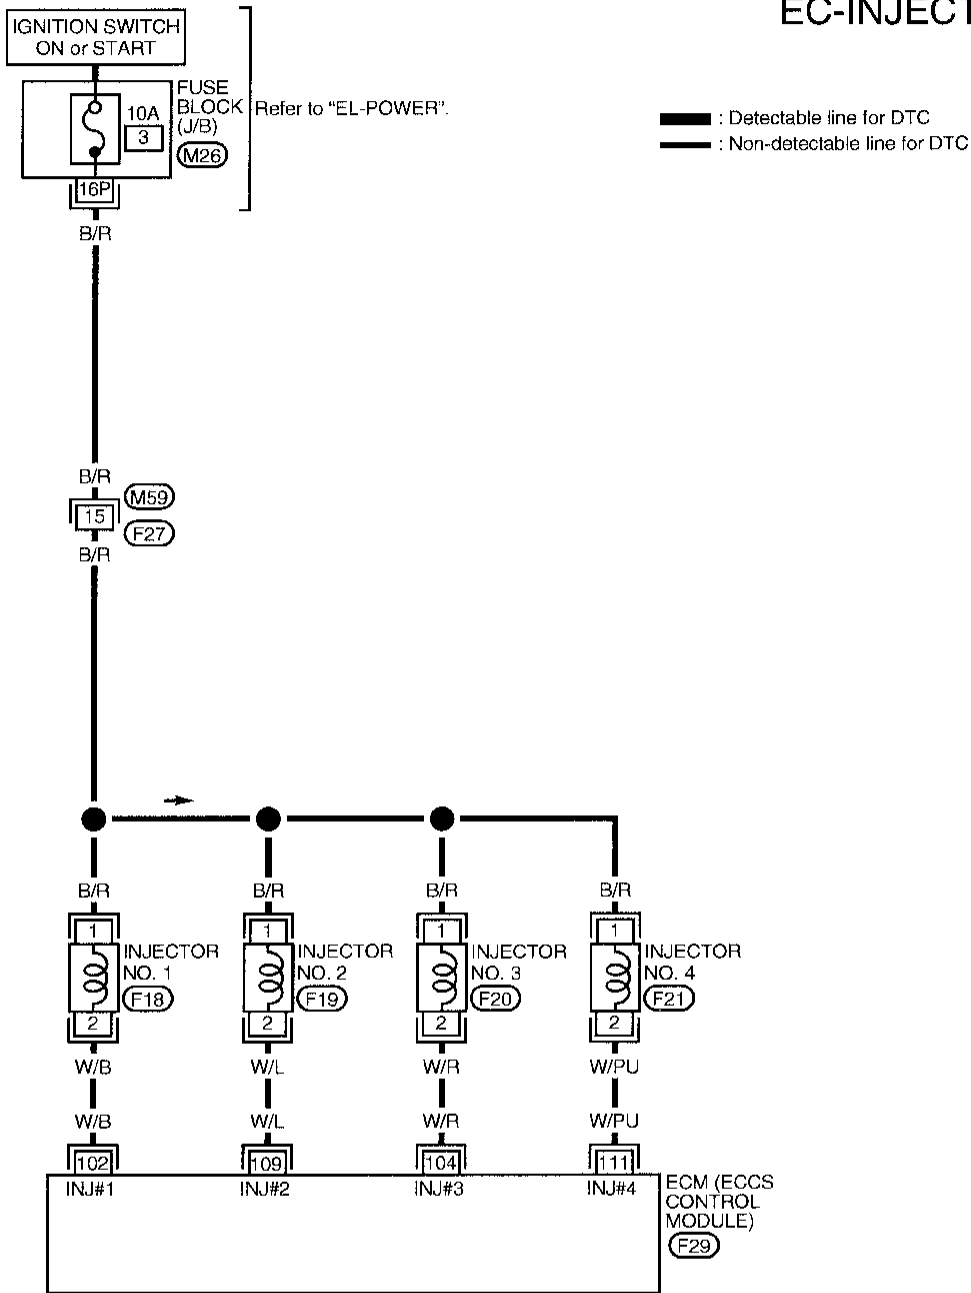 EC-INJECT
IGNITION SWITCH
ON or START
FUSE
BLOCK
(J/B)
10A
3
M26
Refer to "EL-POWER".
: Detectable line for DTC
: Non-detectable line for DTC
16P
B/R
B/R
M59
15
F27
B/R
B/R
B/R
B/R
B/R
1
1
1
1
INJECTOR
NO. 1
F18
INJECTOR
NO. 2
F19
INJECTOR
NO. 3
F20
INJECTOR
NO. 4
F21
2
2
2
2
W/B
W/L
W/R
W/PU
W/B
W/L
W/R
W/PU
102
109
104
111
INJ#1
INJ#2
INJ#3
INJ#4
ECM (ECCS
CONTROL
MODULE)
F29